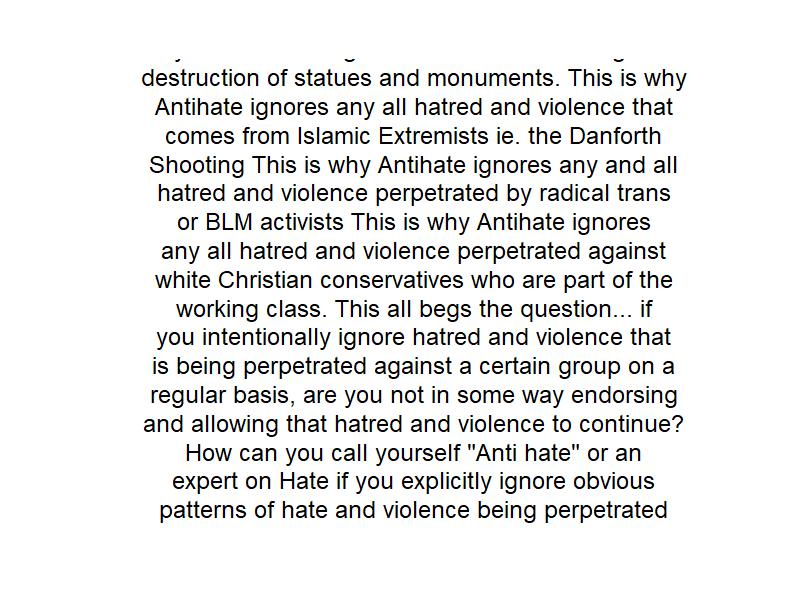 destruction of statues and monuments. This is why
Antihate ignores any all hatred and violence that
comes from Islamic Extremists ie. the Danforth
Shooting This is why Antihate ignores any and all
hatred and violence perpetrated by radical trans
or BLM activists This is why Antihate ignores
any all hatred and violence perpetrated against
white Christian conservatives who are part of the
working class. This all begs the question... if
you intentionally ignore hatred and violence that
is being perpetrated against a certain group on a
regular basis, are you not in some way endorsing
and allowing that hatred and violence to continue?
How can you call yourself "Anti hate" or an
expert on Hate if you explicitly ignore obvious
patterns of hate and violence being perpetrated